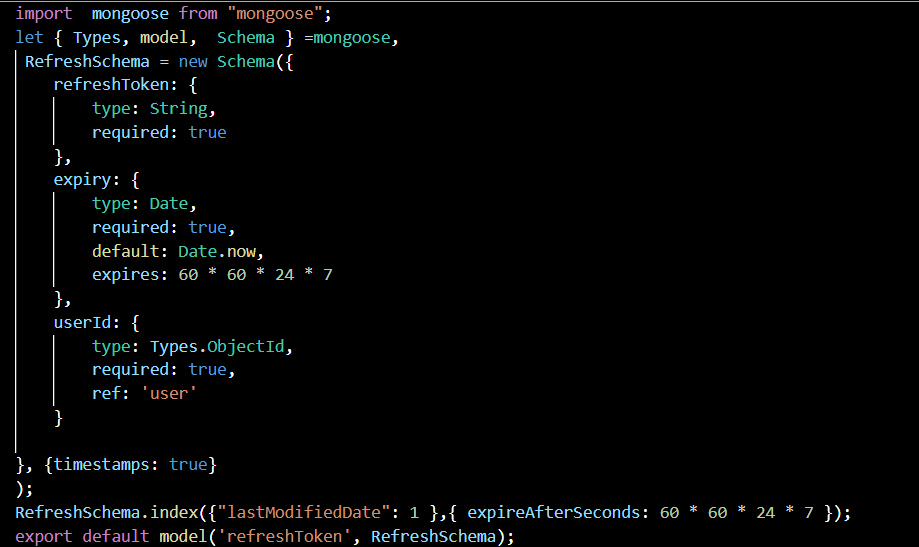 import  mongoose from "mongoose";
let { Types, model,  Schema } =mongoose,
 RefreshSchema = new Schema({
    refreshToken: {
        type: String,
        required: true
    },
    expiry: {
        type: Date,
        required: true,
        default: Date.now,
        expires: 60 * 60 * 24 * 7
    },
    userId: {
        type: Types.ObjectId,
        required: true,
        ref: 'user'
    }

}, {timestamps: true}
);
RefreshSchema.index({"lastModifiedDate": 1 },{ expireAfterSeconds: 60 * 60 * 24 * 7 });
export default model('refreshToken', RefreshSchema);